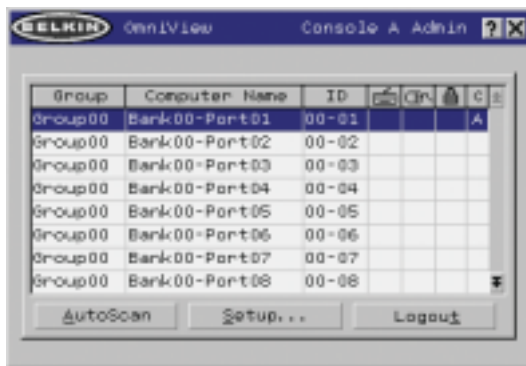 BELKIN OmniView Console A Admin ? X
Group Computer Name ID C
Group00 Bank00-Port01 00-01 A
Group00 Bank00-Port02 00-02
Group00 Bank00-Port03 00-03
Group00 Bank00-Port04 00-04
Group00 Bank00-Port05 00-05
Group00 Bank00-Port06 00-06
Group00 Bank00-Port07 00-07
Group00 Bank00-Port08 00-08
AutoScan Setup... Logout